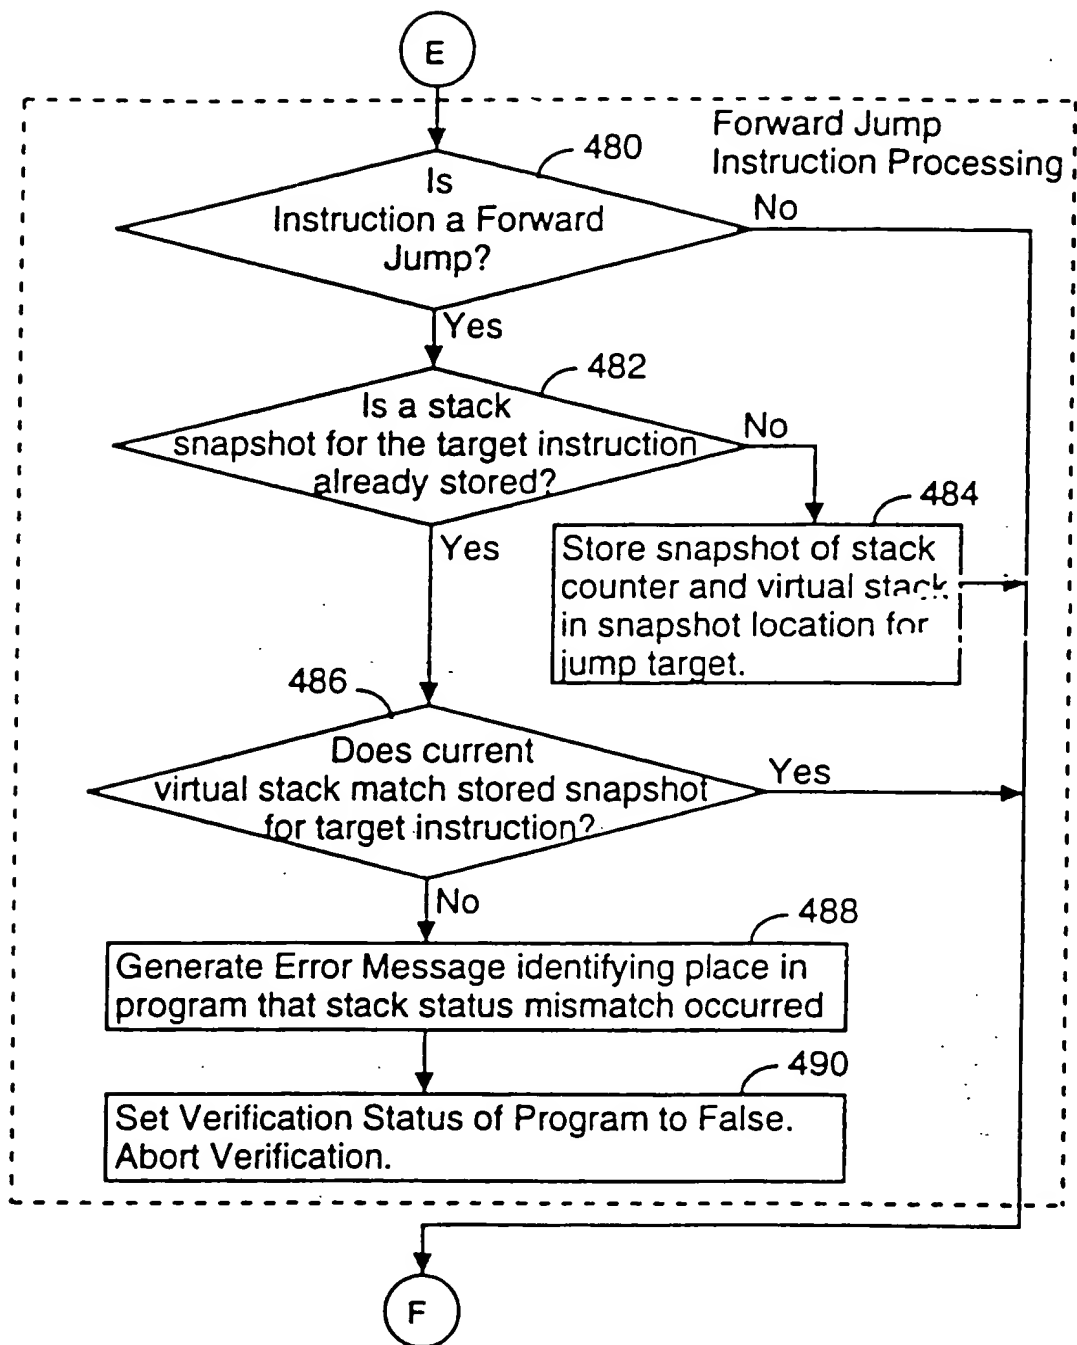 E
Forward Jump
Instruction Processing
480
Is
Instruction a Forward
Jump?
No
Yes
482
Is a stack
snapshot for the target instruction
already stored?
No
Yes
484
Store snapshot of stack
counter and virtual stack
in snapshot location for
jump target.
486
Does current
virtual stack match stored snapshot
for target instruction?
Yes
No
488
Generate Error Message identifying place in
program that stack status mismatch occurred
490
Set Verification Status of Program to False.
Abort Verification.
F